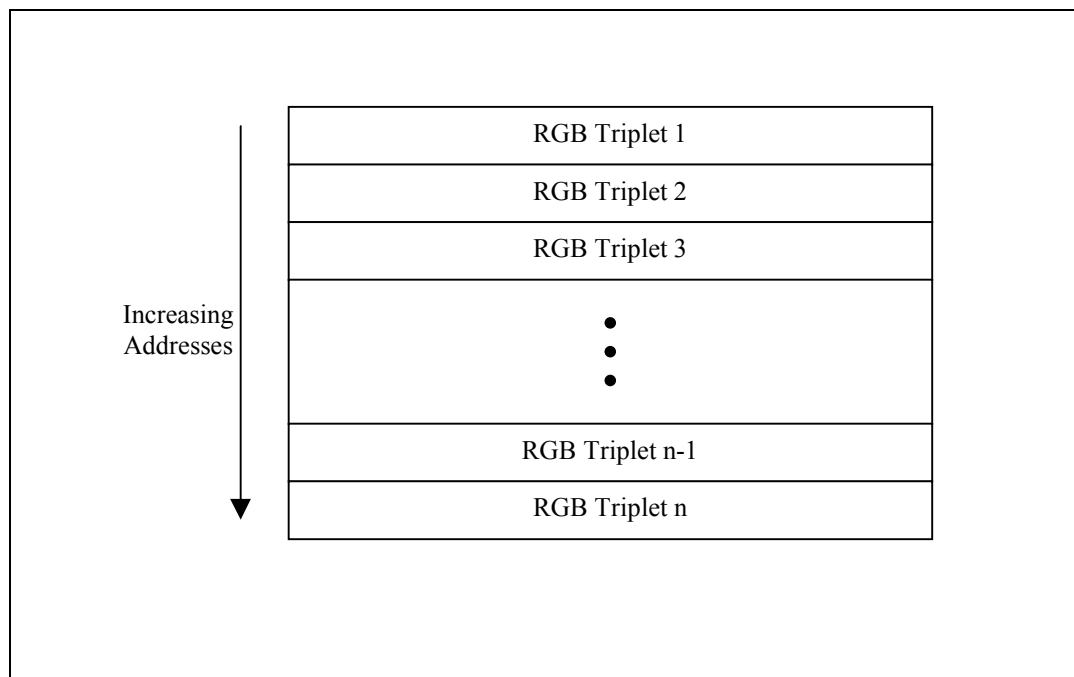 RGB Triplet 1
RGB Triplet 2
RGB Triplet 3
Increasing
Addresses
RGB Triplet n-1
RGB Triplet n